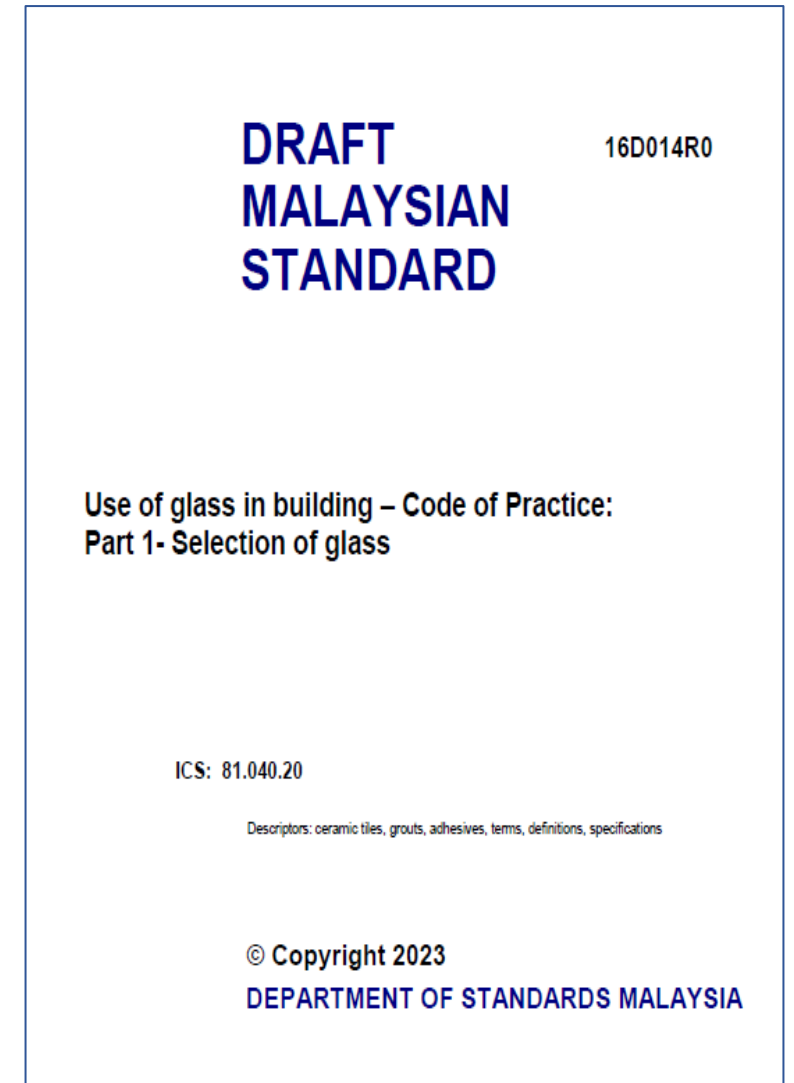 DRAFT
MALAYSIAN
STANDARD
16D014R0
Use of glass in building – Code of Practice:
Part 1- Selection of glass
ICS: 81.040.20
Descriptors: ceramic tiles, grouts, adhesives, terms, definitions, specifications
© Copyright 2023
DEPARTMENT OF STANDARDS MALAYSIA